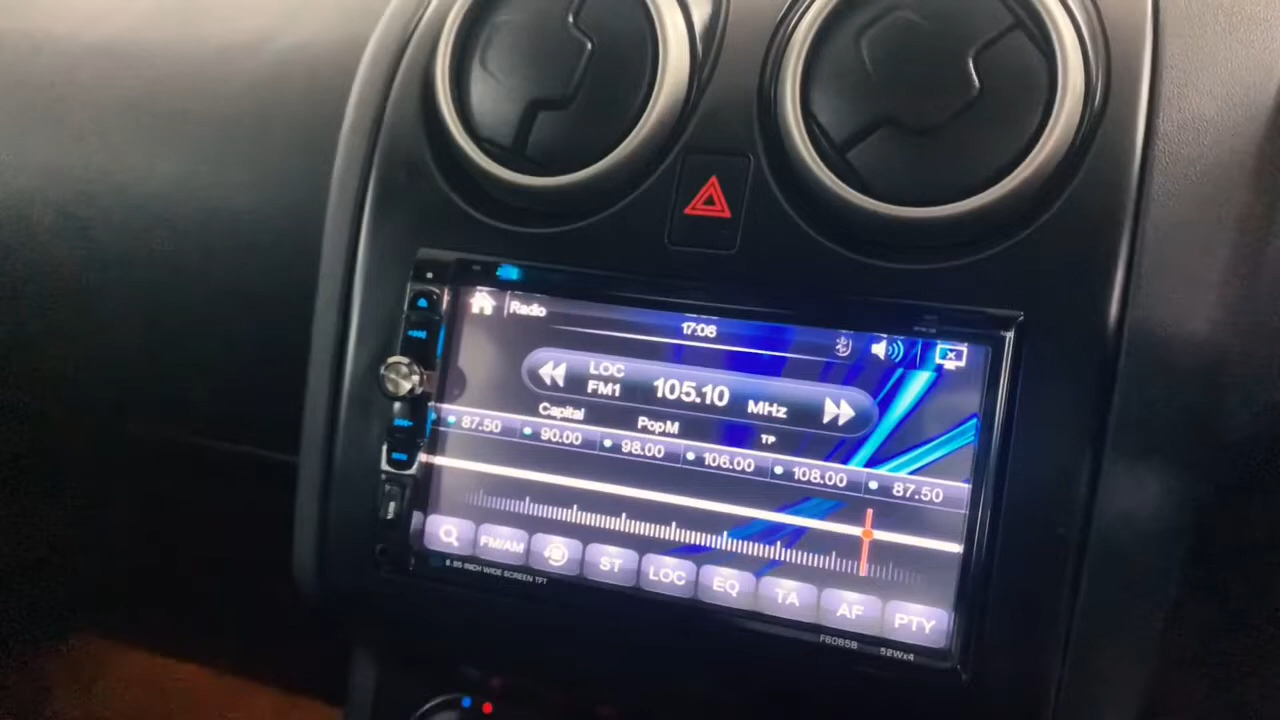 Radio
17:06
LOC
FM1 105.10 MHz
Capital PopM TP
87.50 90.00 98.00 106.00 108.00 87.50
FM/AM ST LOC EQ TA AF PTY
6.95 INCH WIDE SCREEN TFT
F6065B 52Wx4